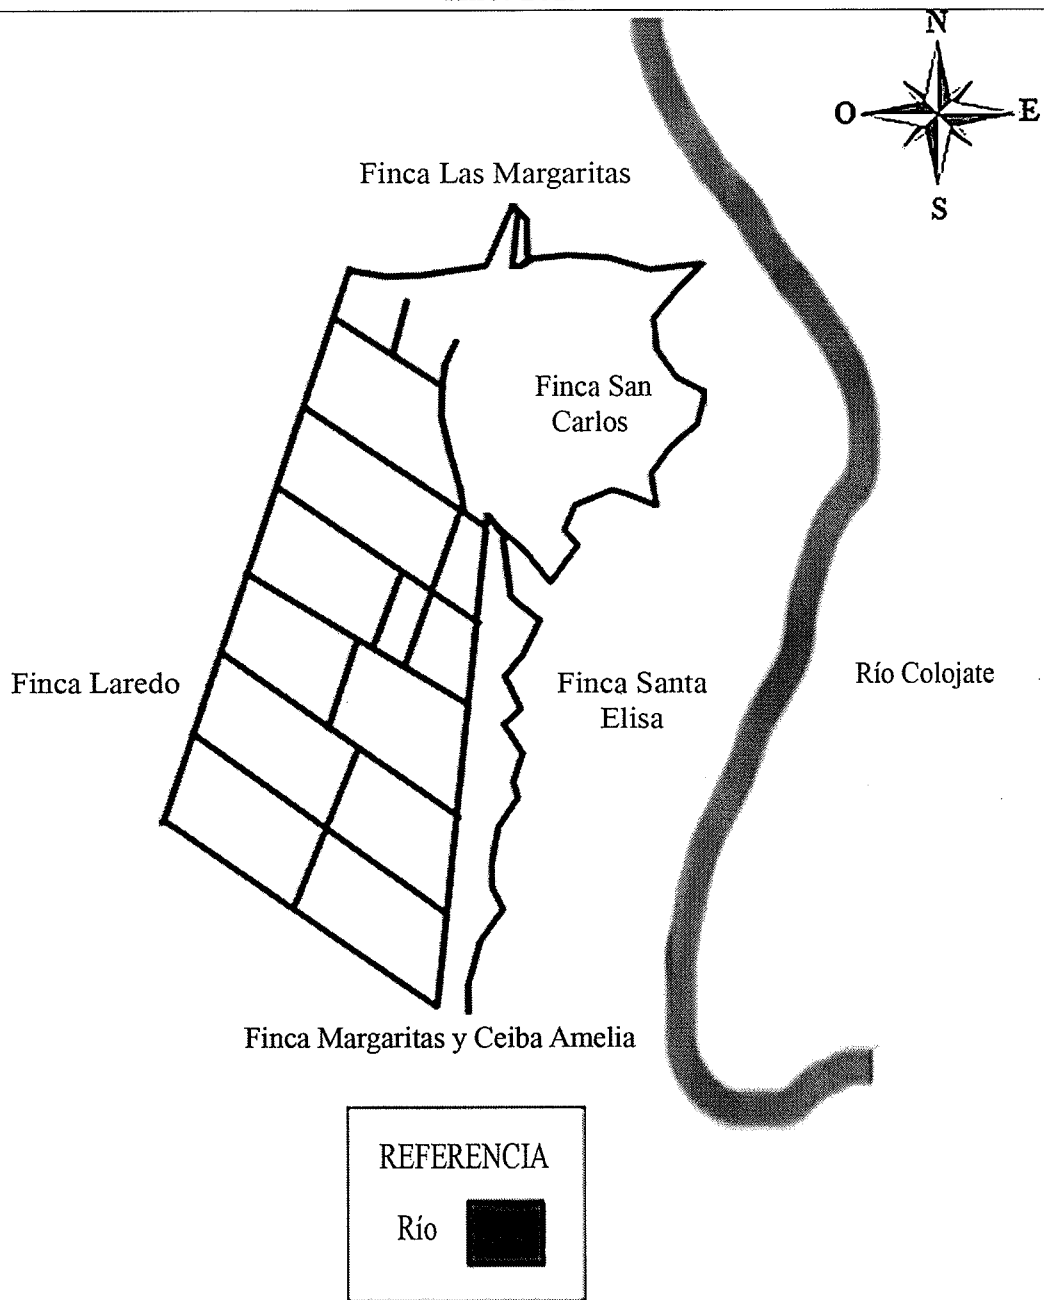 N
O
E
S
Finca Las Margaritas
Finca San
Carlos
Finca Laredo
Finca Santa
Elisa
Río Colojate
Finca Margaritas y Ceiba Amelia
REFERENCIA
Río